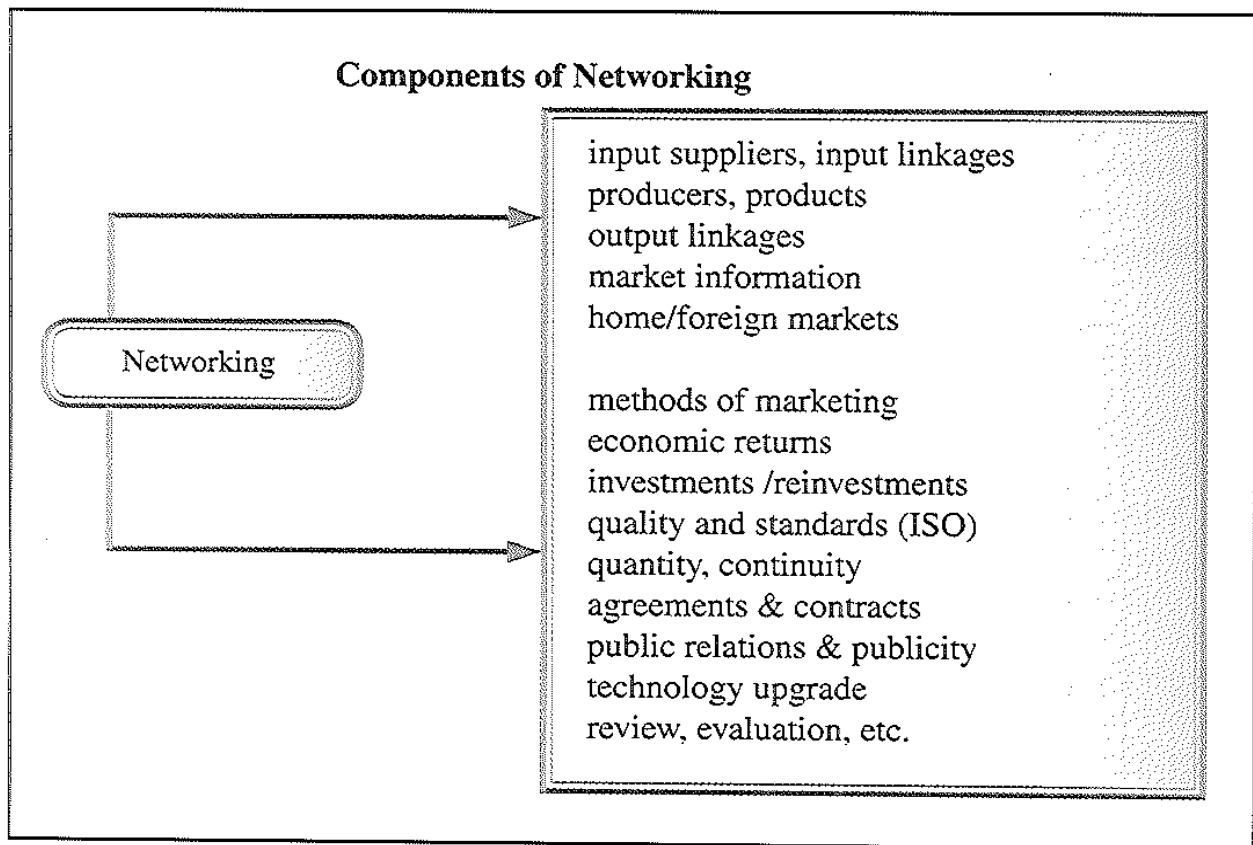 Components of Networking
Networking
input suppliers, input linkages
producers, products
output linkages
market information
home/foreign markets
methods of marketing
economic returns
investments /reinvestments
quality and standards (ISO)
quantity, continuity
agreements & contracts
public relations & publicity
technology upgrade
review, evaluation, etc.